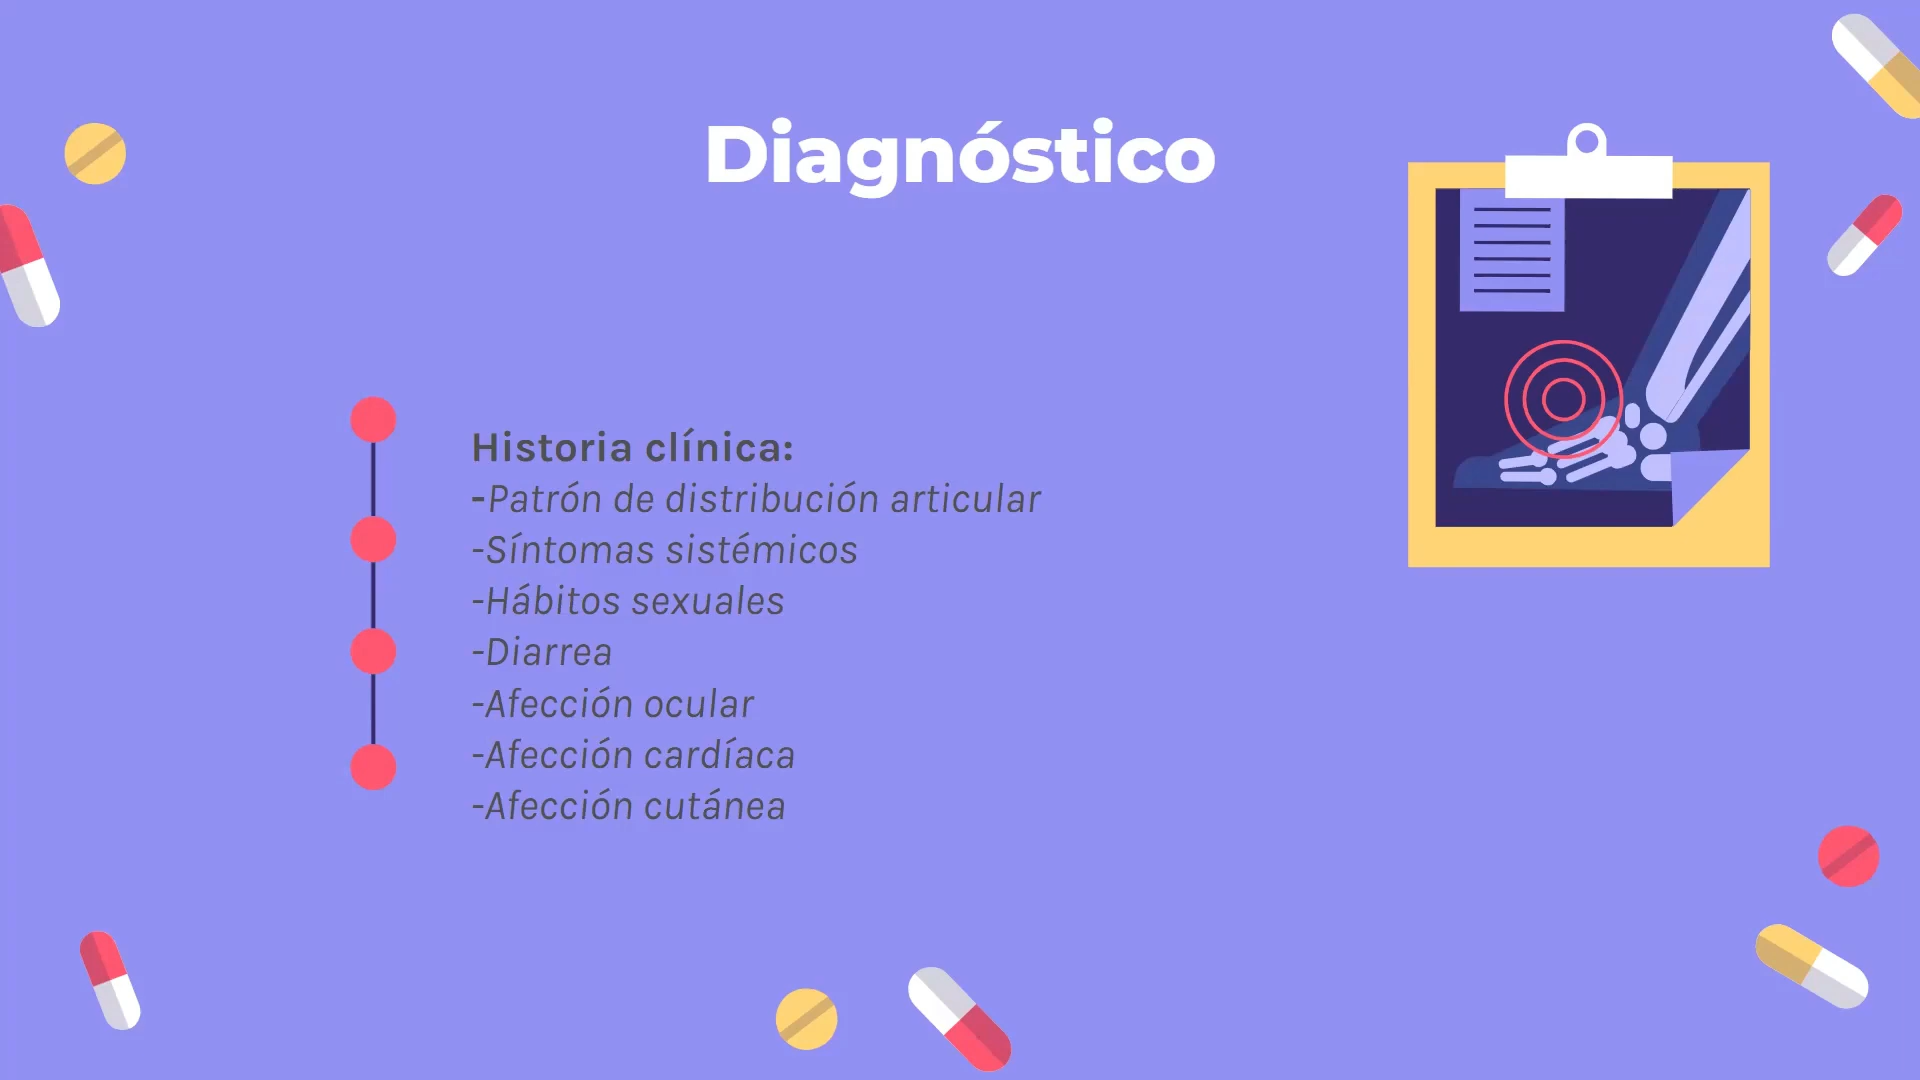 Diagnóstico
Historia clínica:
-Patrón de distribución articular
-Síntomas sistémicos
-Hábitos sexuales
-Diarrea
-Afección ocular
-Afección cardíaca
-Afección cutánea